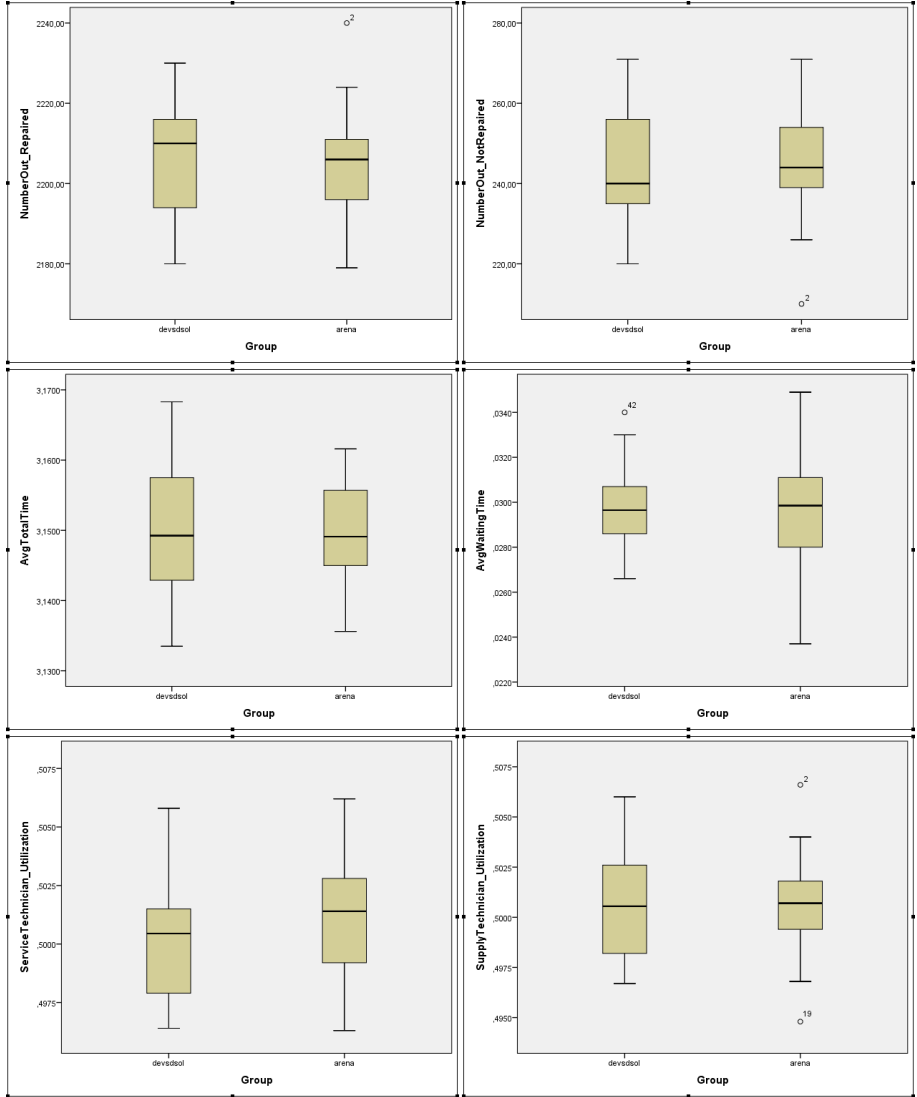 2240,00
2220,00
2200,00
2180,00
NumberOut_Repaired
2
devsdsol arena
Group
260,00
240,00
220,00
NumberOut_NotRepaired
2
devsdsol arena
Group
3,1700
3,1600
3,1500
3,1400
3,1300
AvgTotalTime
devsdsol arena
Group
,0340
,0320
,0300
,0280
,0260
,0240
,0220
AvgWaitingTime
42
devsdsol arena
Group
,5075
,5050
,5025
,5000
,4975
ServiceTechnician_Utilization
devsdsol arena
Group
,5075
,5050
,5025
,5000
,4975
,4950
SupplyTechnician_Utilization
2
19
devsdsol arena
Group